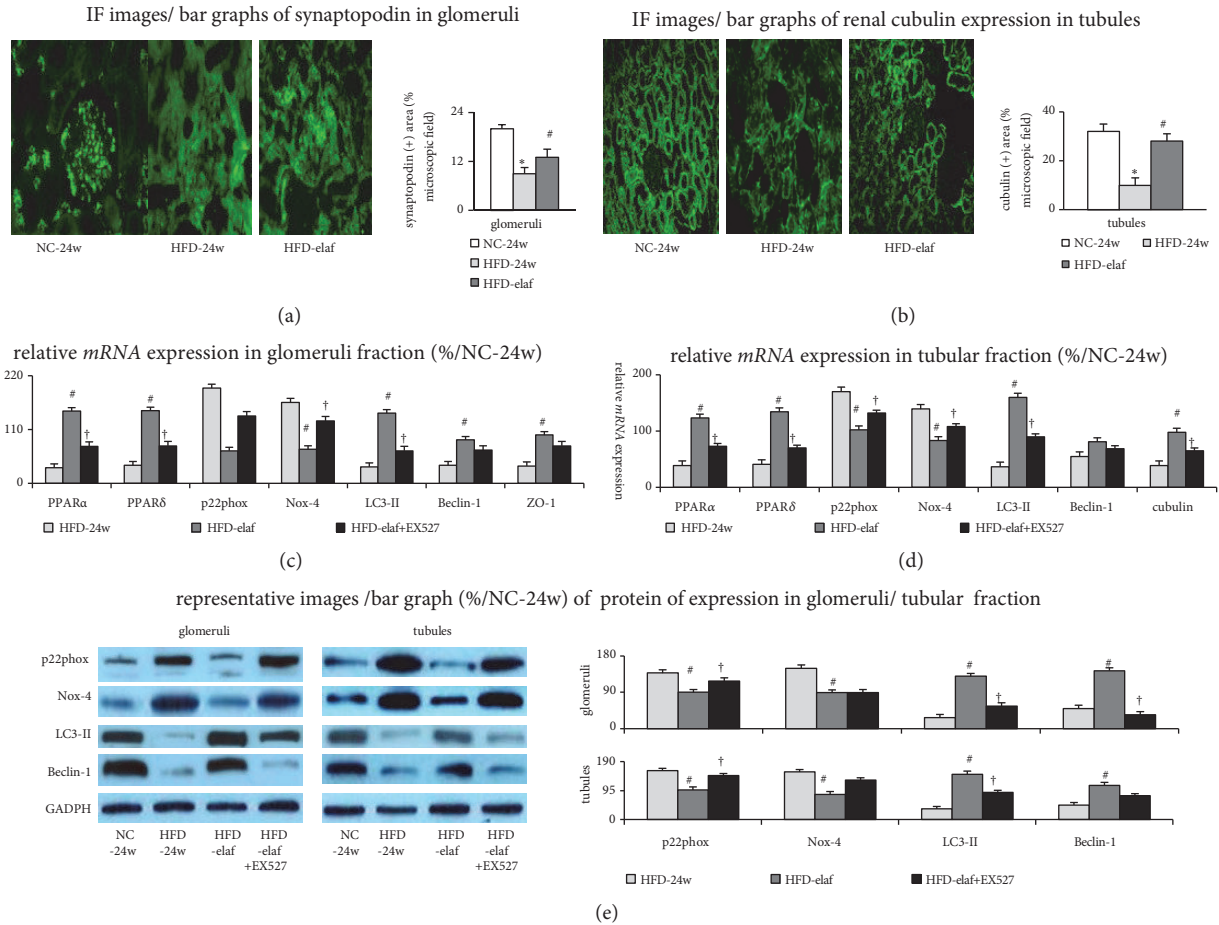 IF images/ bar graphs of synaptopodin in glomeruli
NC-24w
HFD-24w
HFD-elaf
synaptopodin (+) area (%
microscopic field)
24
12
0
*
#
glomeruli
NC-24w
HFD-24w
HFD-elaf
(a)
IF images/ bar graphs of renal cubulin expression in tubules
NC-24w
HFD-24w
HFD-elaf
cubulin (+) area (%
microscopic field)
40
20
0
*
#
tubules
NC-24w
HFD-24w
HFD-elaf
(b)
relative mRNA expression in glomeruli fraction (%/NC-24w)
220
110
0
# † # † # † # † # #
PPARα PPARδ p22phox Nox-4 LC3-II Beclin-1 ZO-1
HFD-24w HFD-elaf HFD-elaf+EX527
(c)
relative mRNA expression in tubular fraction (%/NC-24w)
relative mRNA
expression
200
100
0
# † # † # † # † # † # †
PPARα PPARδ p22phox Nox-4 LC3-II Beclin-1 cubulin
HFD-24w HFD-elaf HFD-elaf+EX527
(d)
representative images /bar graph (%/NC-24w) of protein of expression in glomeruli/ tubular fraction
glomeruli tubules
p22phox
Nox-4
LC3-II
Beclin-1
GADPH
NC HFD HFD HFD NC HFD HFD HFD
-24w -24w -elaf -elaf -24w -24w -elaf -elaf
+EX527 +EX527
glomeruli
180
90
0
# † # # † # †
tubules
190
95
0
# † # # † #
p22phox Nox-4 LC3-II Beclin-1
HFD-24w HFD-elaf HFD-elaf+EX527
(e)